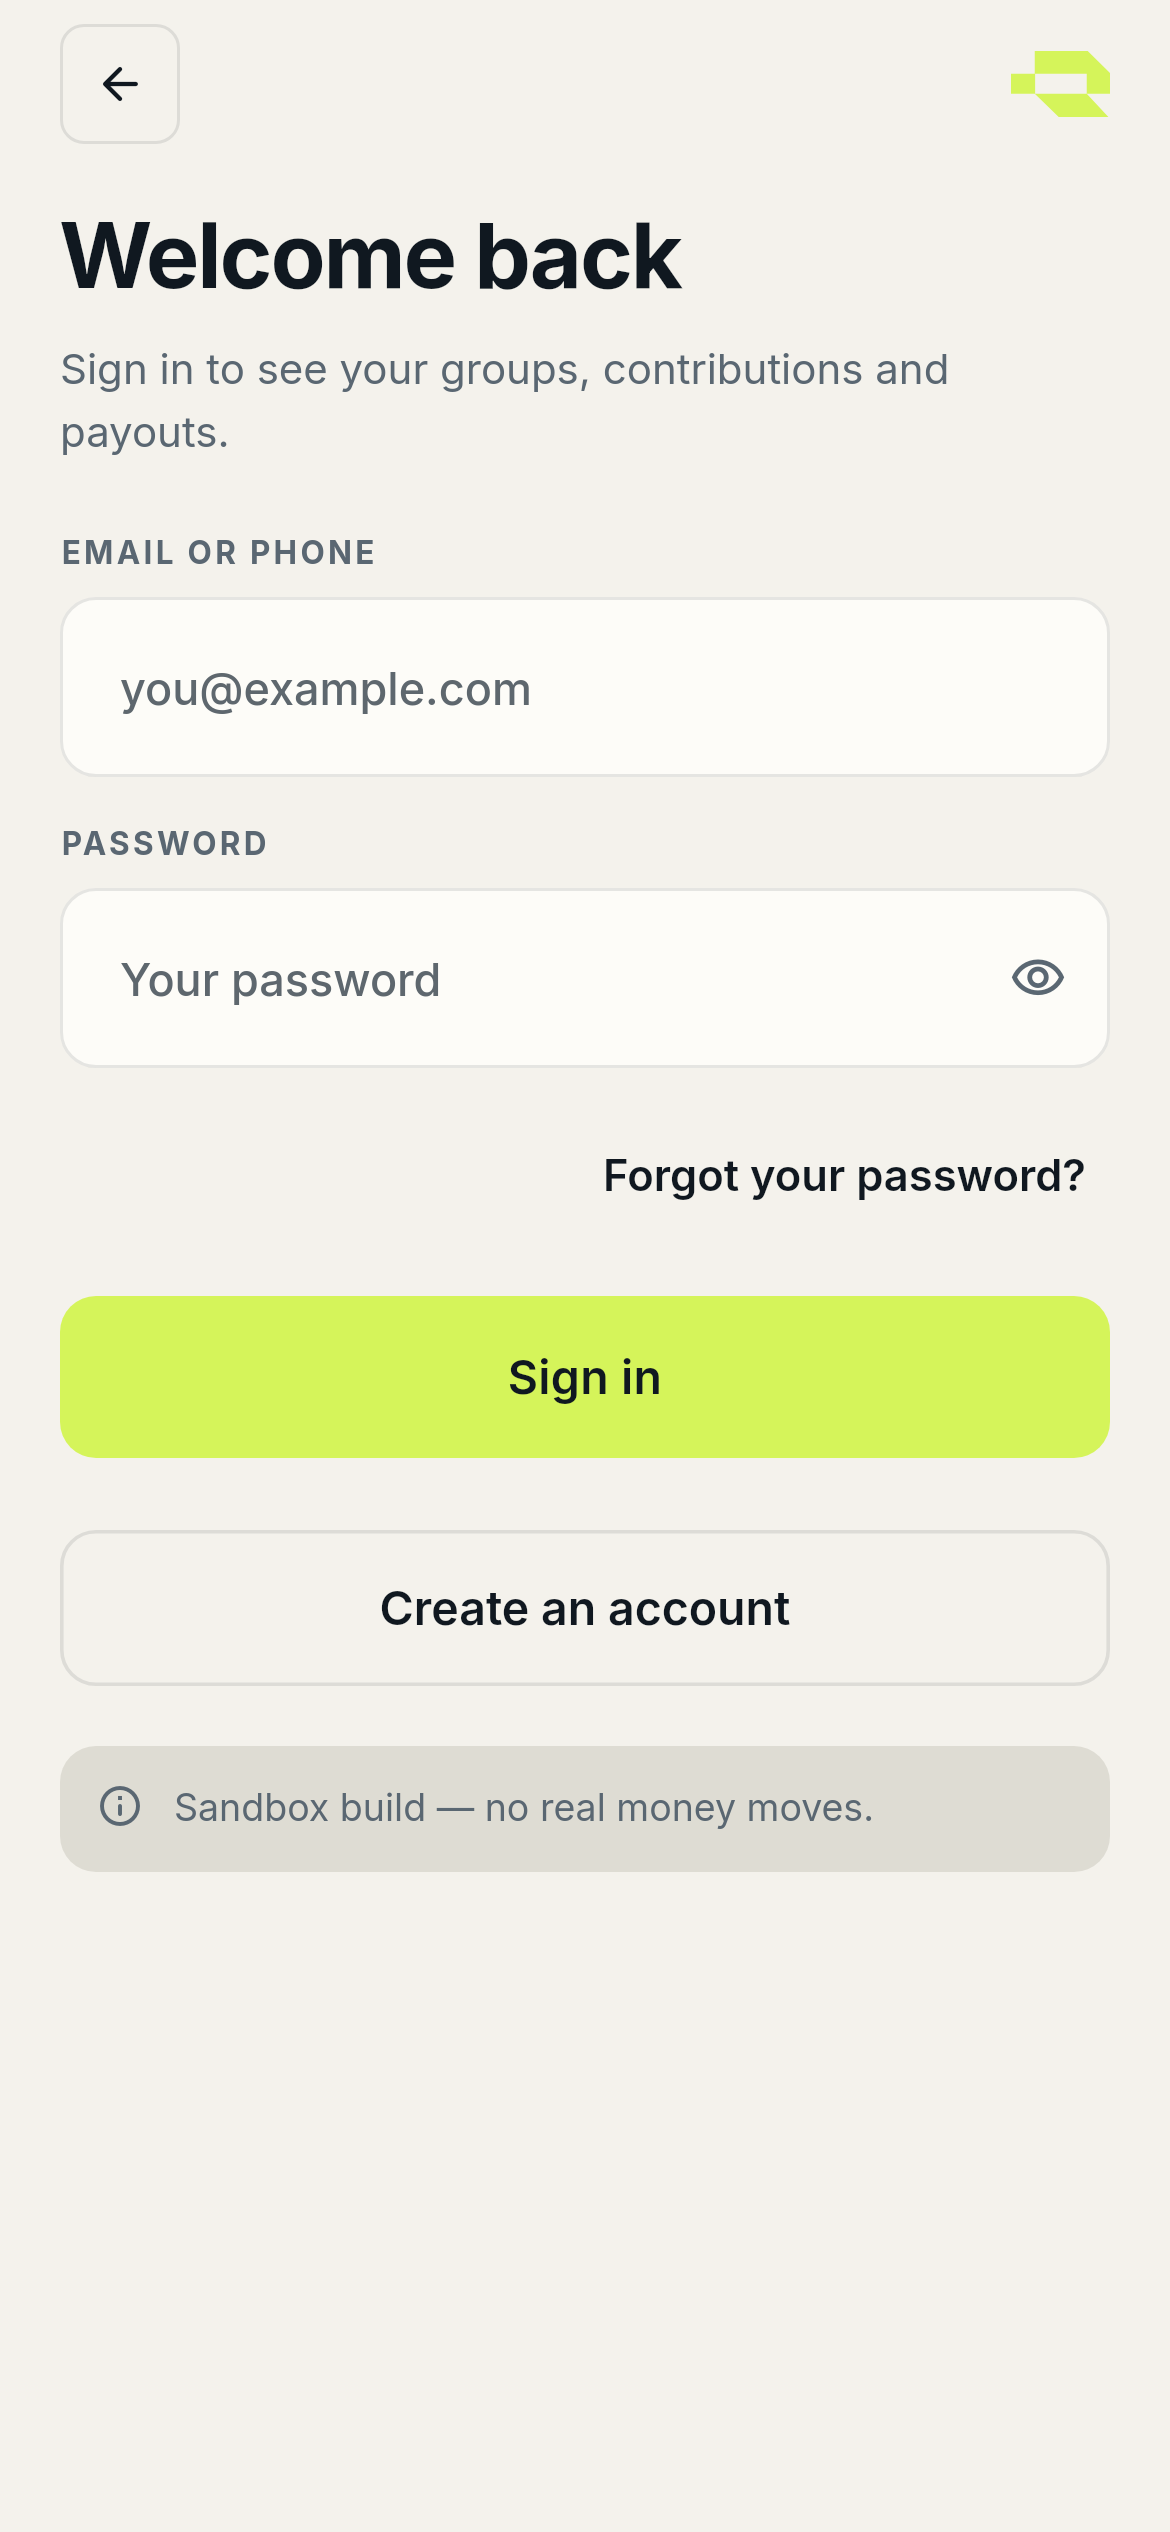 Welcome back
Sign in to see your groups, contributions and
payouts.
EMAIL OR PHONE
you@example.com
PASSWORD
Your password
Forgot your password?
Sign in
Create an account
Sandbox build — no real money moves.